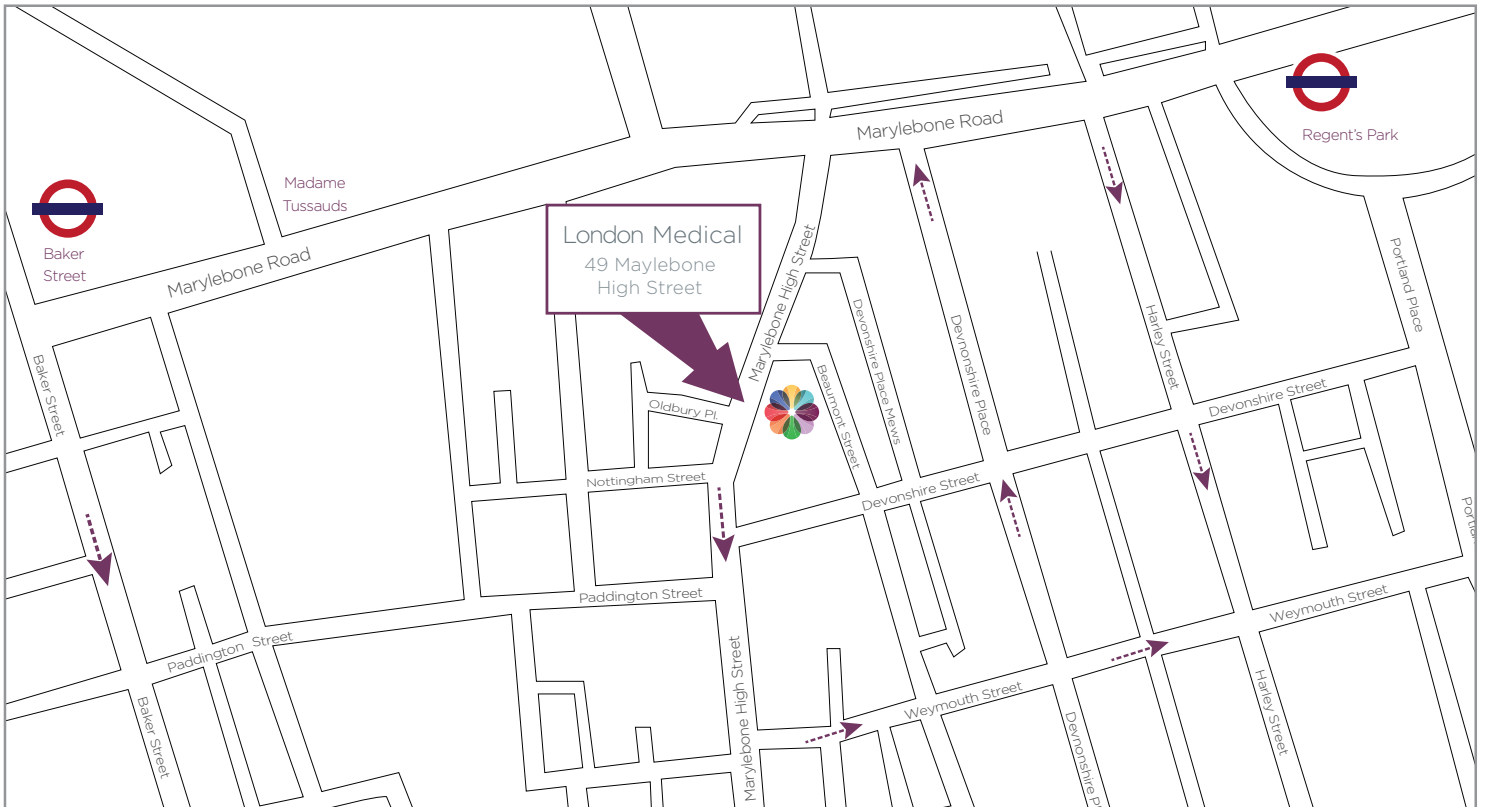 Marylebone Road
Regent's Park
Madame
Tussauds
Baker
Street
Marylebone Road
London Medical
49 Maylebone
High Street
Marylebone High Street
Portland Place
Devonshire Place Mews
Devnonshire Place
Harley Street
Baker Street
Beaumont Street
Oldbury Pl.
Devonshire Street
Nottingham Street
Devonshire Street
Paddington Street
Weymouth Street
Paddington Street
Marylebone High Street
Weymouth Street
Harley Street
Baker Street
Devnonshire P